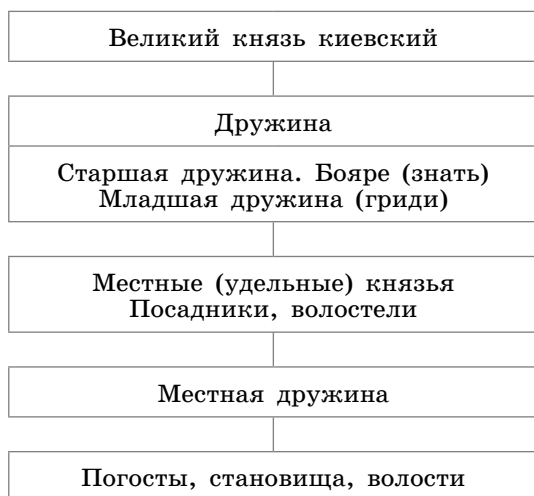 Великий князь киевский
Дружина
Старшая дружина. Бояре (знать)
Младшая дружина (гриди)
Местные (удельные) князья
Посадники, волостели
Местная дружина
Погосты, становища, волости